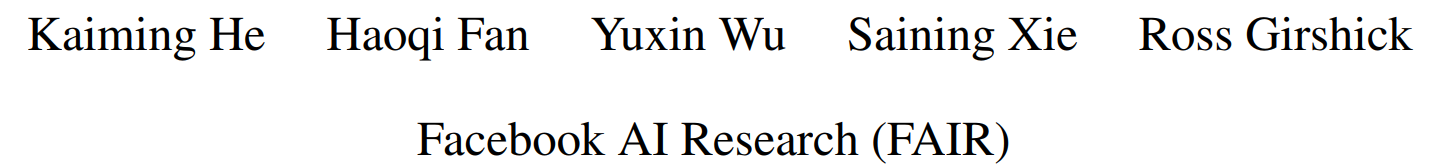 Kaiming He Haoqi Fan Yuxin Wu Saining Xie Ross Girshick
Facebook AI Research (FAIR)